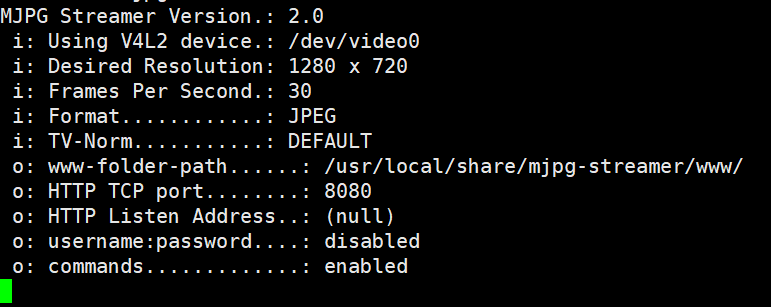 MJPG Streamer Version.: 2.0
i: Using V4L2 device.: /dev/video0
i: Desired Resolution: 1280 x 720
i: Frames Per Second.: 30
i: Format............: JPEG
i: TV-Norm...........: DEFAULT
o: www-folder-path......: /usr/local/share/mjpg-streamer/www/
o: HTTP TCP port........: 8080
o: HTTP Listen Address..: (null)
o: username:password....: disabled
o: commands.............: enabled